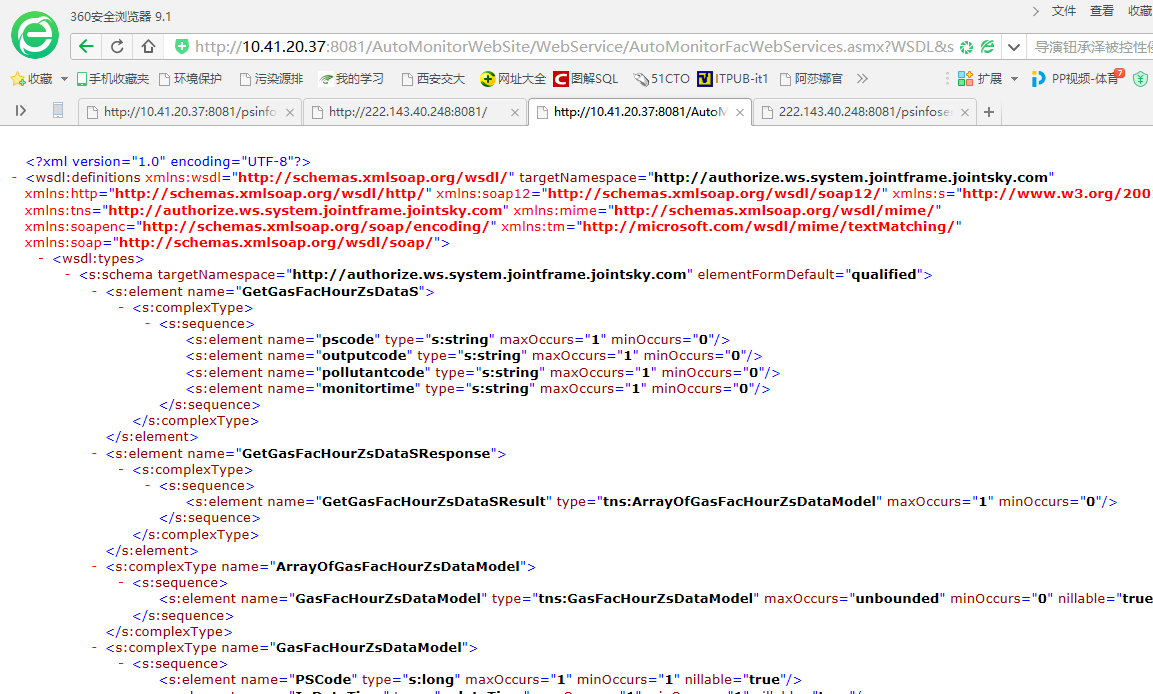 360安全浏览器 9.1
文件 查看 收藏
http://10.41.20.37:8081/AutoMonitorWebSite/WebService/AutoMonitorFacWebServices.asmx?WSDL&s
导演钮承泽被控性侵
收藏 手机收藏夹 环境保护 污染源排 我的学习 西安交大 网址大全 图解SQL 51CTO ITPUB-it1 阿莎娜官 扩展 PP视频-体育 7
http://10.41.20.37:8081/psinfo http://222.143.40.248:8081/ http://10.41.20.37:8081/AutoM 222.143.40.248:8081/psinfoser
<?xml version="1.0" encoding="UTF-8"?>
- <wsdl:definitions xmlns:wsdl="http://schemas.xmlsoap.org/wsdl/" targetNamespace="http://authorize.ws.system.jointframe.jointsky.com"
xmlns:http="http://schemas.xmlsoap.org/wsdl/http/" xmlns:soap12="http://schemas.xmlsoap.org/wsdl/soap12/" xmlns:s="http://www.w3.org/200
xmlns:tns="http://authorize.ws.system.jointframe.jointsky.com" xmlns:mime="http://schemas.xmlsoap.org/wsdl/mime/"
xmlns:soapenc="http://schemas.xmlsoap.org/soap/encoding/" xmlns:tm="http://microsoft.com/wsdl/mime/textMatching/"
xmlns:soap="http://schemas.xmlsoap.org/wsdl/soap/">
- <wsdl:types>
- <s:schema targetNamespace="http://authorize.ws.system.jointframe.jointsky.com" elementFormDefault="qualified">
- <s:element name="GetGasFacHourZsDataS">
- <s:complexType>
- <s:sequence>
<s:element name="pscode" type="s:string" maxOccurs="1" minOccurs="0"/>
<s:element name="outputcode" type="s:string" maxOccurs="1" minOccurs="0"/>
<s:element name="pollutantcode" type="s:string" maxOccurs="1" minOccurs="0"/>
<s:element name="monitortime" type="s:string" maxOccurs="1" minOccurs="0"/>
</s:sequence>
</s:complexType>
</s:element>
- <s:element name="GetGasFacHourZsDataSResponse">
- <s:complexType>
- <s:sequence>
<s:element name="GetGasFacHourZsDataSResult" type="tns:ArrayOfGasFacHourZsDataModel" maxOccurs="1" minOccurs="0"/>
</s:sequence>
</s:complexType>
</s:element>
- <s:complexType name="ArrayOfGasFacHourZsDataModel">
- <s:sequence>
<s:element name="GasFacHourZsDataModel" type="tns:GasFacHourZsDataModel" maxOccurs="unbounded" minOccurs="0" nillable="true
</s:sequence>
</s:complexType>
- <s:complexType name="GasFacHourZsDataModel">
- <s:sequence>
<s:element name="PSCode" type="s:long" maxOccurs="1" minOccurs="1" nillable="true"/>